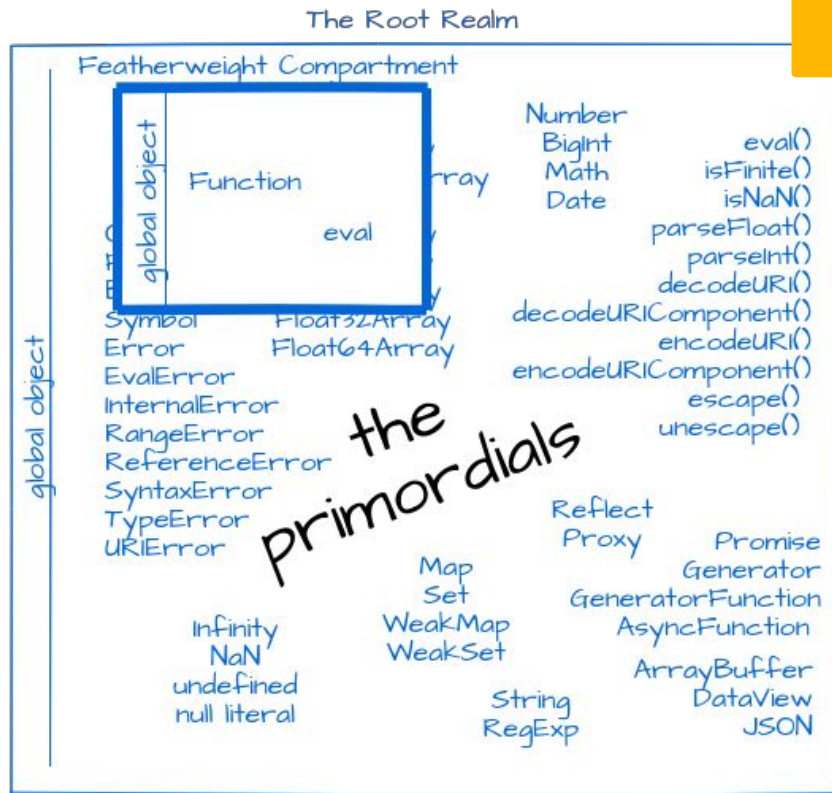 The Root Realm
Featherweight Compartment
global object
Function
eval
rray
Symbol
Float32Array
Error
Float64Array
EvalError
InternalError
RangeError
ReferenceError
SyntaxError
TypeError
URIError
global object
the
primordials
Number
BigInt
Math
Date
eval()
isFinite()
isNaN()
parseFloat()
parseInt()
decodeURI()
decodeURIComponent()
encodeURI()
encodeURIComponent()
escape()
unescape()
Reflect
Proxy
Promise
Generator
GeneratorFunction
AsyncFunction
Map
Set
WeakMap
WeakSet
Infinity
NaN
undefined
null literal
String
RegExp
ArrayBuffer
DataView
JSON